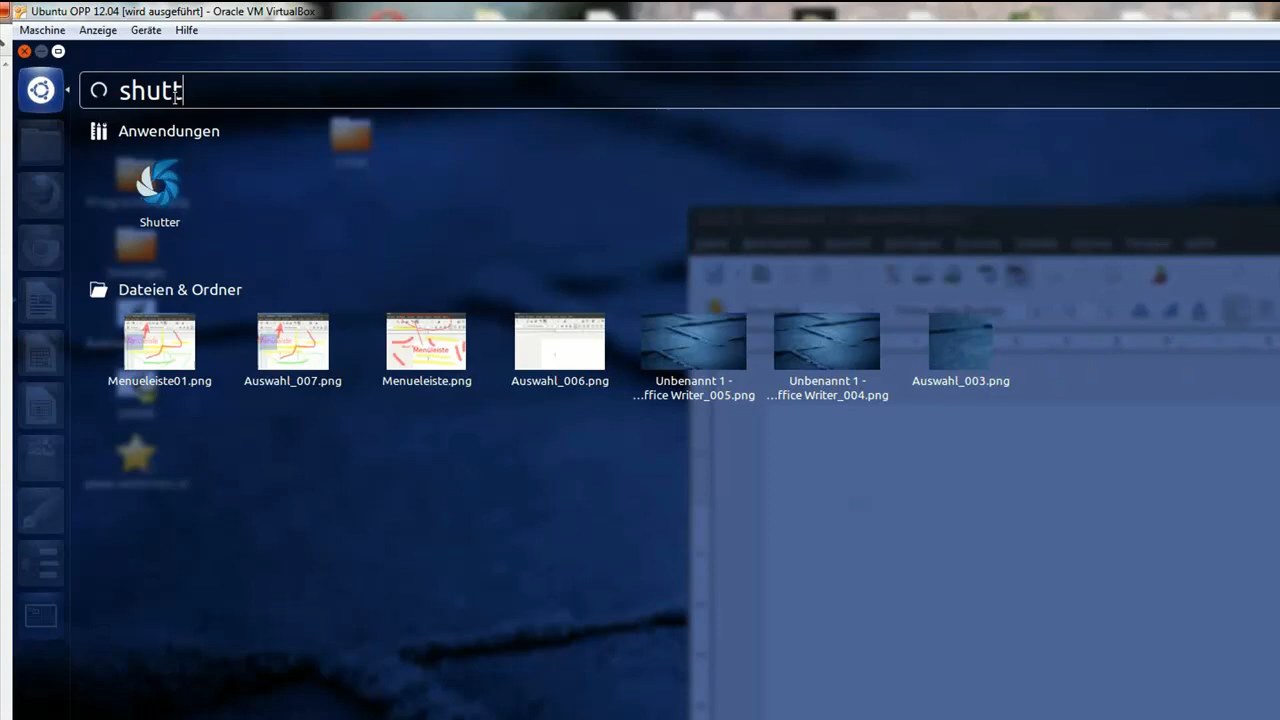 Ubuntu OPP 12.04 [wird ausgeführt] - Oracle VM VirtualBox
Maschine Anzeige Geräte Hilfe
shutt
Anwendungen
Shutter
Dateien & Ordner
Menueleiste01.png Auswahl_007.png Menueleiste.png Auswahl_006.png Unbenannt 1 - Unbenannt 1 - Auswahl_003.png
...ffice Writer_005.png ...ffice Writer_004.png